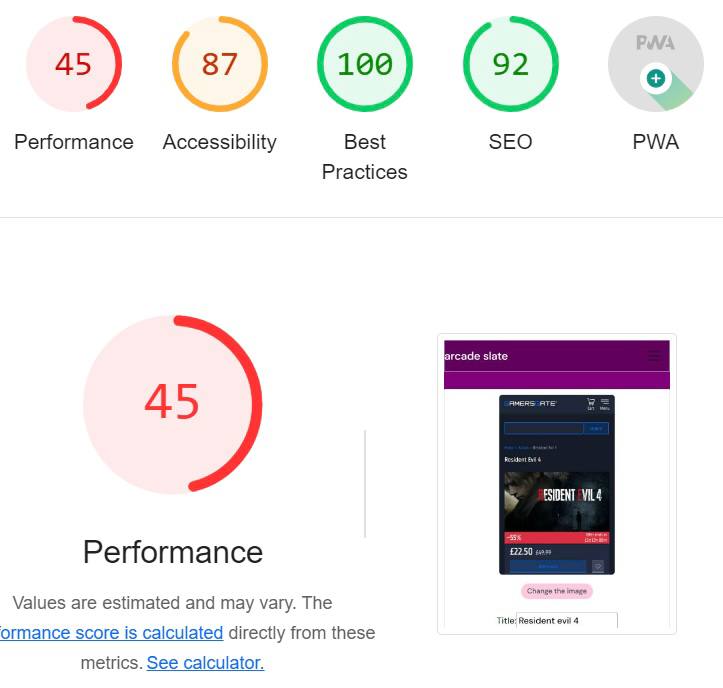 45
87
100
92
PWA
Performance
Accessibility
Best
Practices
SEO
PWA
45
Performance
Values are estimated and may vary. The
formance score is calculated directly from these
metrics. See calculator.
arcade slate
Cart
Menu
Resident Evil 4
RESIDENT EVIL 4
-55%
£22.50 £49.99
Change the image
Title: Resident evil 4